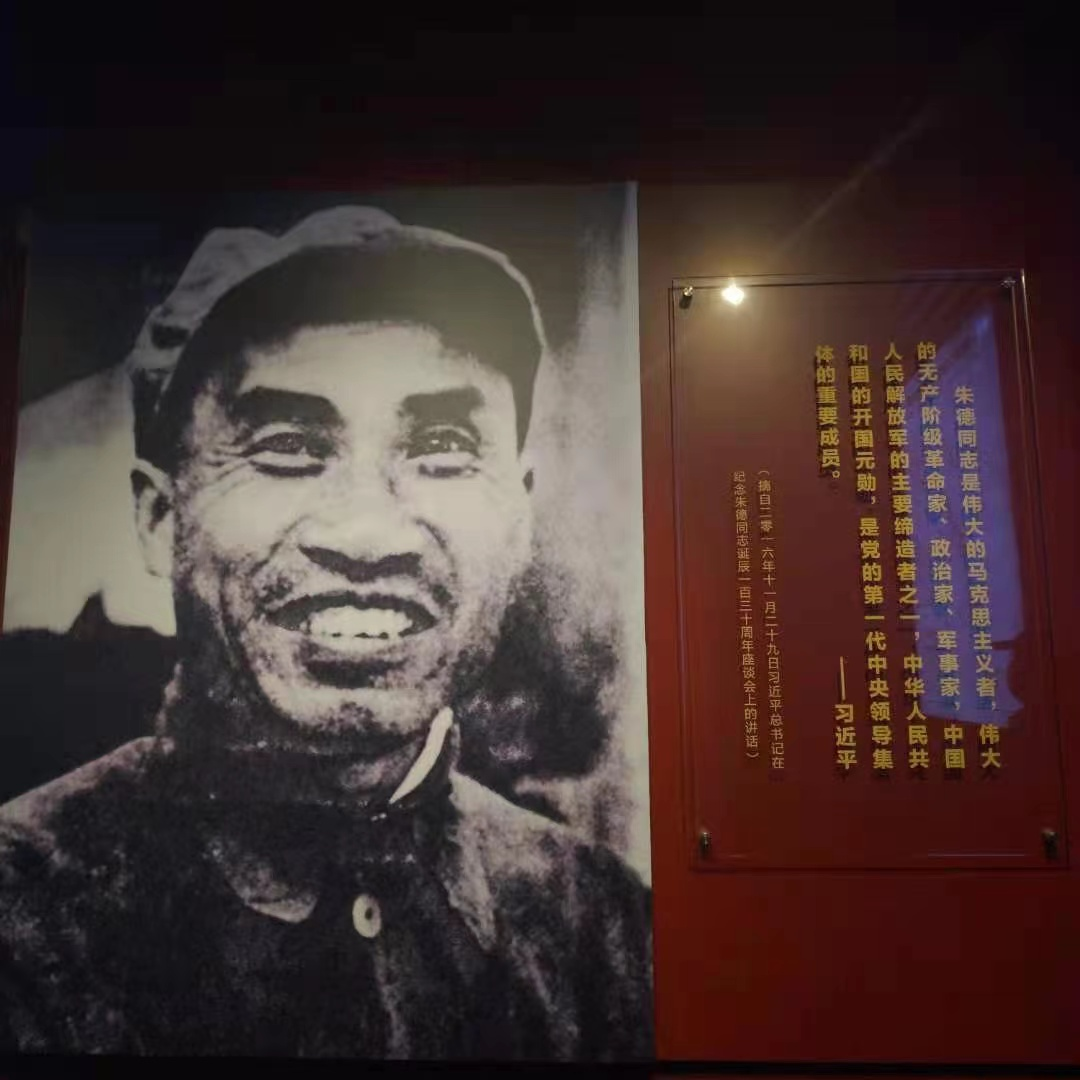 朱德同志是伟大的马克思主义者，伟大
的无产阶级革命家、政治家、军事家，中国
人民解放军的主要缔造者之一，中华人民共
和国的开国元勋，是党的第一代中央领导集
体的重要成员。
——习近平
（摘自二零一六年十一月二十九日习近平总书记在
纪念朱德同志诞辰一百三十周年座谈会上的讲话）